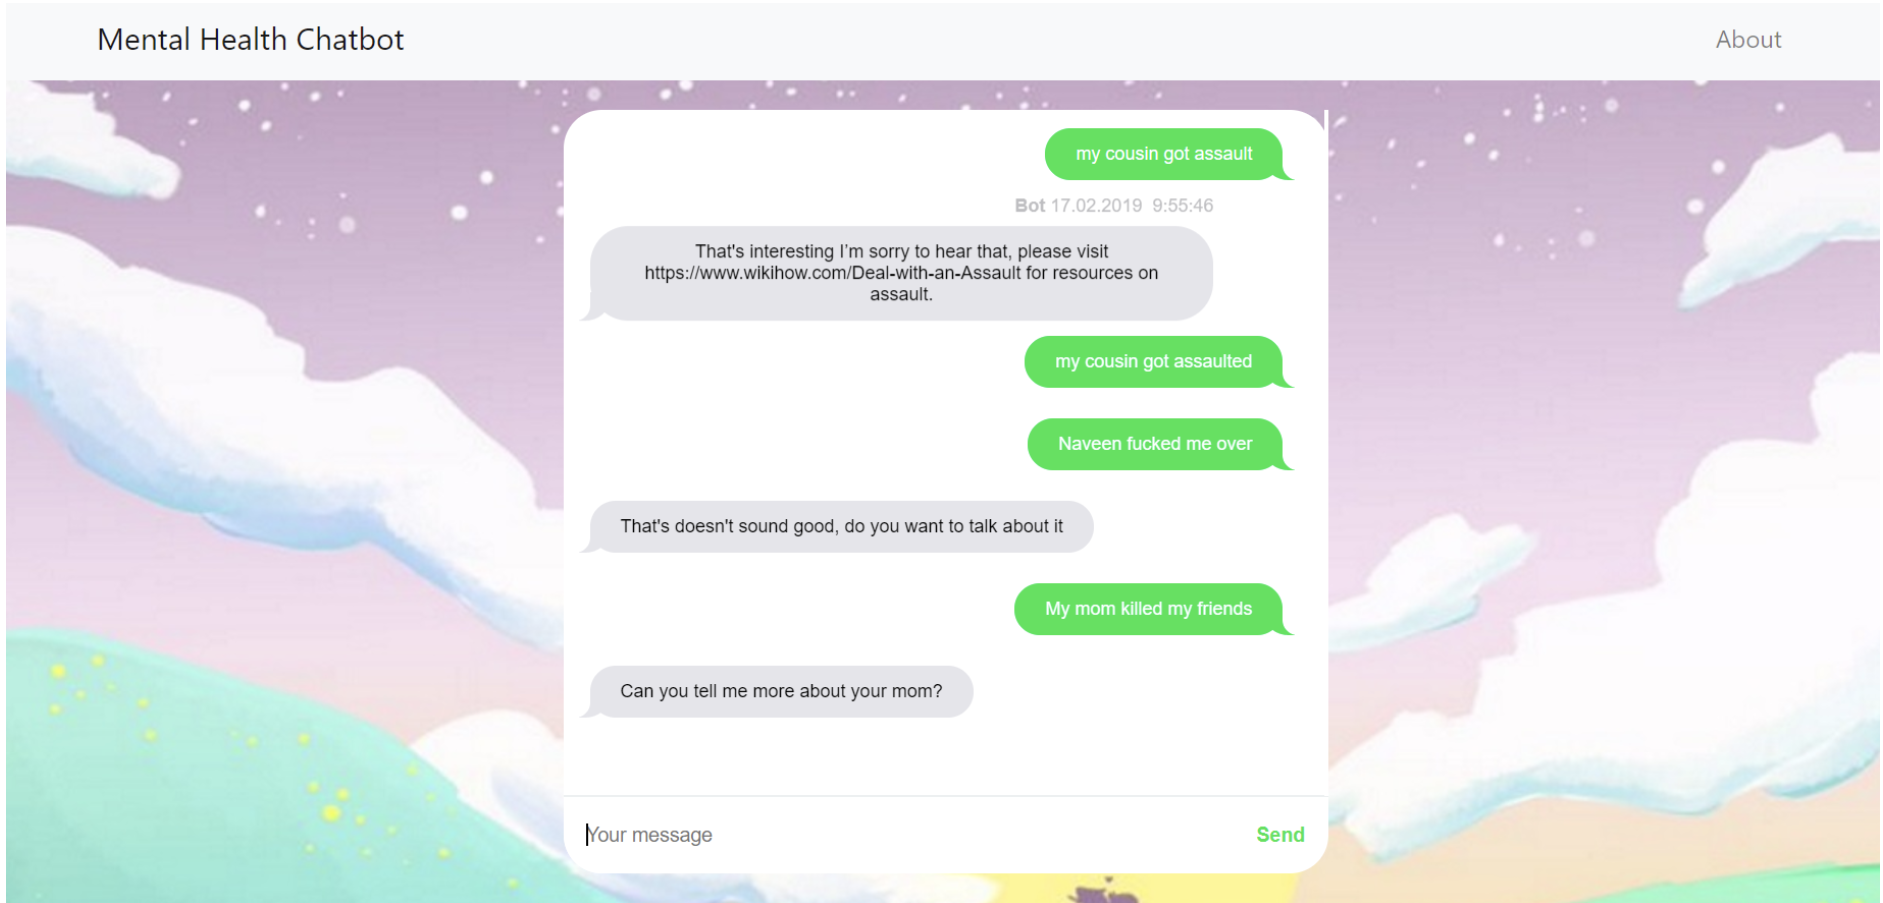 Mental Health Chatbot
About
my cousin got assault
Bot 17.02.2019 9:55:46
That's interesting I'm sorry to hear that, please visit
https://www.wikihow.com/Deal-with-an-Assault for resources on
assault.
my cousin got assaulted
Naveen fucked me over
That's doesn't sound good, do you want to talk about it
My mom killed my friends
Can you tell me more about your mom?
Your message
Send